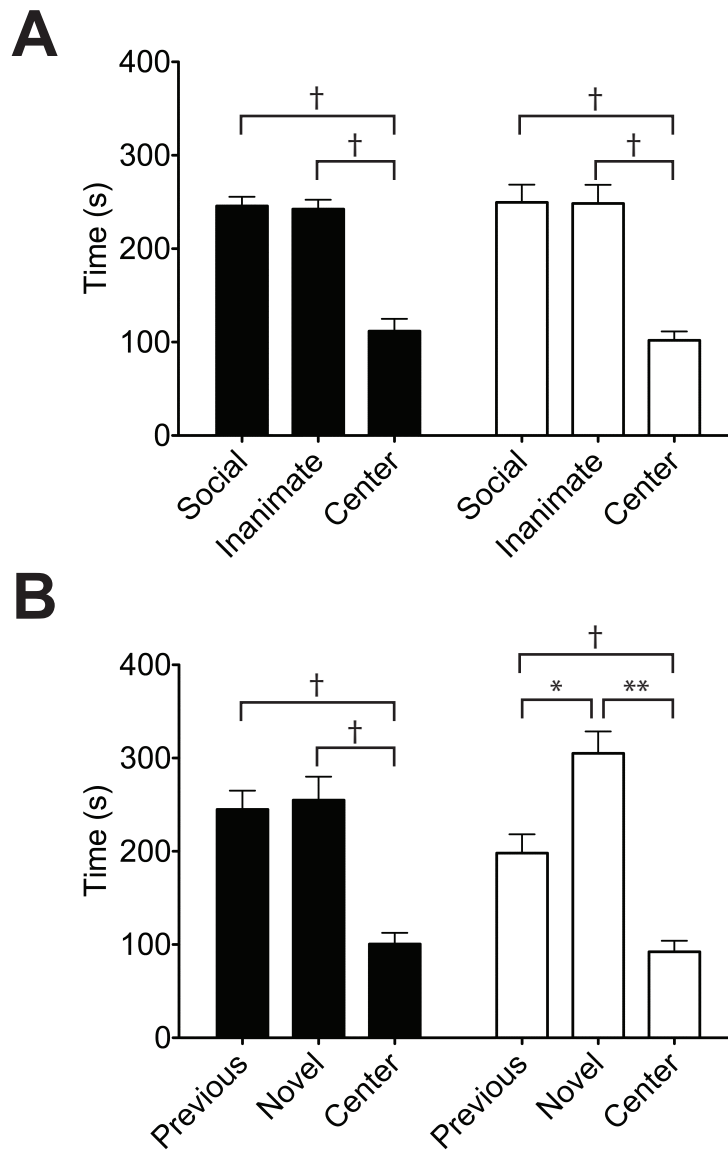 A
400
† †
300 † †
Time (s)
200
100
0
Social Inanimate Center Social Inanimate Center
B
†
400 † * **
†
300
Time (s)
200
100
0
Previous Novel Center Previous Novel Center